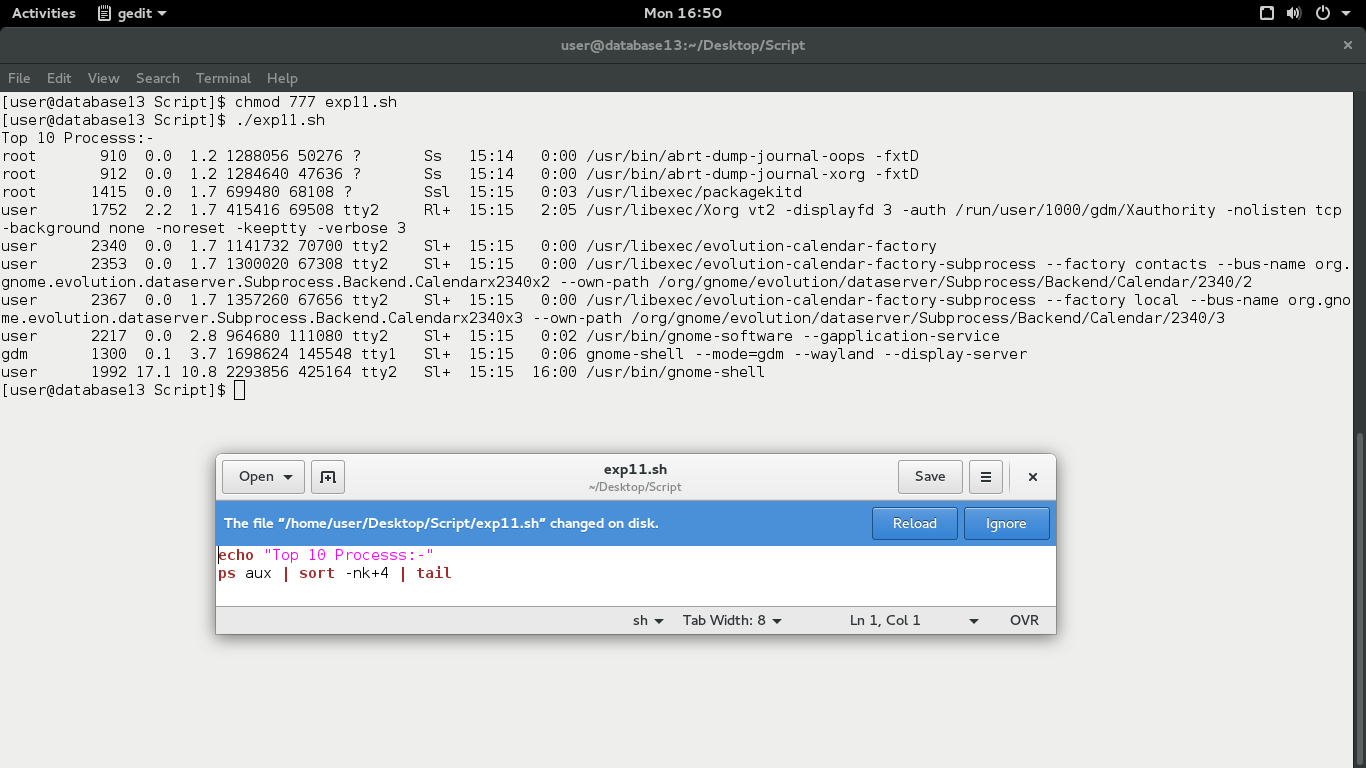 Activities gedit Mon 16:50
user@database13:~/Desktop/Script
File Edit View Search Terminal Help
[user@database13 Script]$ chmod 777 exp11.sh
[user@database13 Script]$ ./exp11.sh
Top 10 Processs:-
root       910  0.0  1.2 1288056 50276 ?       Ss   15:14   0:00 /usr/bin/abrt-dump-journal-oops -fxtD
root       912  0.0  1.2 1284640 47636 ?       Ss   15:14   0:00 /usr/bin/abrt-dump-journal-xorg -fxtD
root      1415  0.0  1.7 699480 68108 ?        Ssl  15:15   0:03 /usr/libexec/packagekitd
user      1752  2.2  1.7 415416 69508 tty2     Rl+  15:15   2:05 /usr/libexec/Xorg vt2 -displayfd 3 -auth /run/user/1000/gdm/Xauthority -nolisten tcp
-background none -noreset -keeptty -verbose 3
user      2340  0.0  1.7 1141732 70700 tty2    Sl+  15:15   0:00 /usr/libexec/evolution-calendar-factory
user      2353  0.0  1.7 1300020 67308 tty2    Sl+  15:15   0:00 /usr/libexec/evolution-calendar-factory-subprocess --factory contacts --bus-name org.
gnome.evolution.dataserver.Subprocess.Backend.Calendarx2340x2 --own-path /org/gnome/evolution/dataserver/Subprocess/Backend/Calendar/2340/2
user      2367  0.0  1.7 1357260 67656 tty2    Sl+  15:15   0:00 /usr/libexec/evolution-calendar-factory-subprocess --factory local --bus-name org.gno
me.evolution.dataserver.Subprocess.Backend.Calendarx2340x3 --own-path /org/gnome/evolution/dataserver/Subprocess/Backend/Calendar/2340/3
user      2217  0.0  2.8 964680 111080 tty2    Sl+  15:15   0:02 /usr/bin/gnome-software --gapplication-service
gdm       1300  0.1  3.7 1698624 145548 tty1   Sl+  15:15   0:06 gnome-shell --mode=gdm --wayland --display-server
user      1992 17.1 10.8 2293856 425164 tty2   Sl+  15:15  16:00 /usr/bin/gnome-shell
[user@database13 Script]$
Open exp11.sh Save
~/Desktop/Script
The file “/home/user/Desktop/Script/exp11.sh” changed on disk. Reload Ignore
echo "Top 10 Processs:-"
ps aux | sort -nk+4 | tail
sh Tab Width: 8 Ln 1, Col 1 OVR